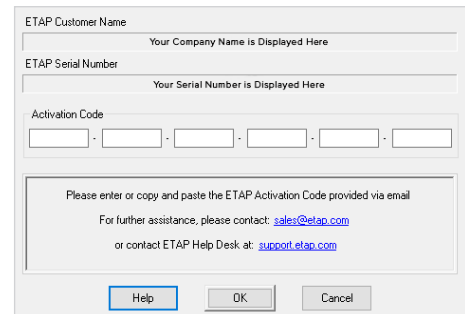 ETAP Customer Name
Your Company Name is Displayed Here
ETAP Serial Number
Your Serial Number is Displayed Here
Activation Code
- - - - -
Please enter or copy and paste the ETAP Activation Code provided via email
For further assistance, please contact: sales@etap.com
or contact ETAP Help Desk at: support.etap.com
Help OK Cancel